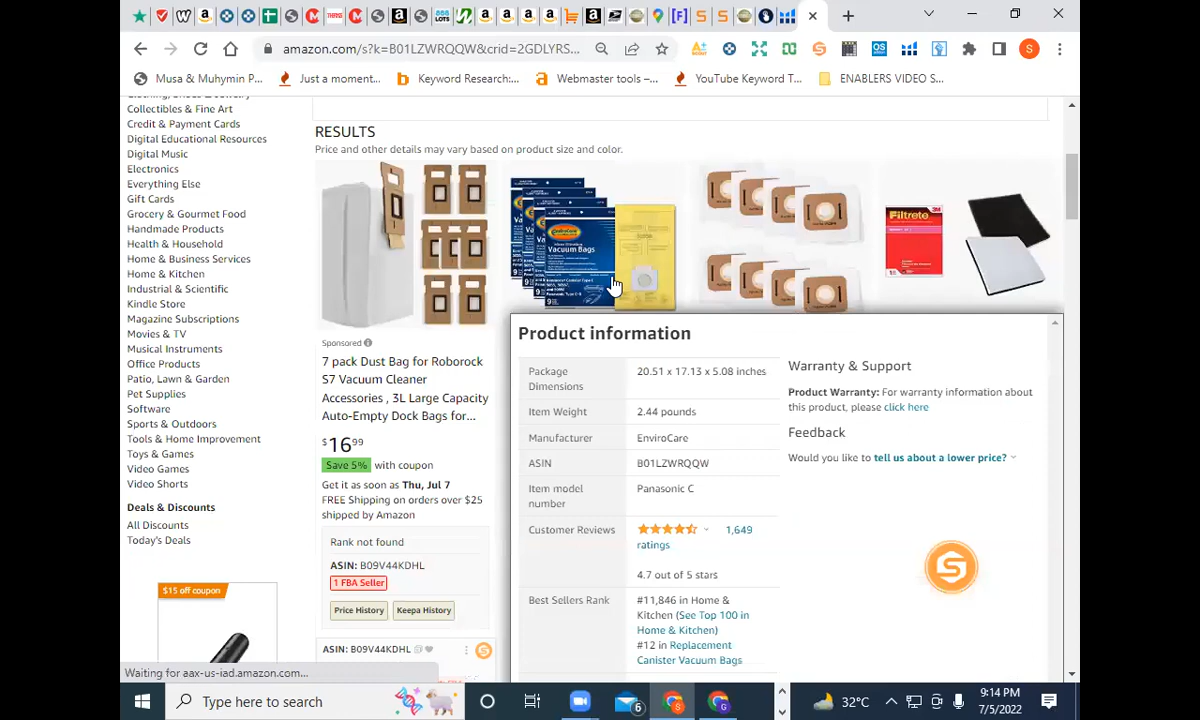 amazon.com/s?k=B01LZWRQQW&crid=2GDLYRS...
Musa & Muhymin P...
Just a moment...
Keyword Research:...
Webmaster tools –...
YouTube Keyword T...
ENABLERS VIDEO S...
Collectibles & Fine Art
Credit & Payment Cards
Digital Educational Resources
Digital Music
Electronics
Everything Else
Gift Cards
Grocery & Gourmet Food
Handmade Products
Health & Household
Home & Business Services
Home & Kitchen
Industrial & Scientific
Kindle Store
Magazine Subscriptions
Movies & TV
Musical Instruments
Office Products
Patio, Lawn & Garden
Pet Supplies
Software
Sports & Outdoors
Tools & Home Improvement
Toys & Games
Video Games
Video Shorts
Deals & Discounts
All Discounts
Today's Deals
$15 off coupon
RESULTS
Price and other details may vary based on product size and color.
Vacuum Bags
Filtrete
Sponsored
7 pack Dust Bag for Roborock
S7 Vacuum Cleaner
Accessories , 3L Large Capacity
Auto-Empty Dock Bags for...
$16 99
Save 5% with coupon
Get it as soon as Thu, Jul 7
FREE Shipping on orders over $25
shipped by Amazon
Rank not found
ASIN: B09V44KDHL
1 FBA Seller
Price History
Keepa History
ASIN: B09V44KDHL
Product information
Package Dimensions 20.51 x 17.13 x 5.08 inches
Item Weight 2.44 pounds
Manufacturer EnviroCare
ASIN B01LZWRQQW
Item model number Panasonic C
Customer Reviews 1,649
ratings
4.7 out of 5 stars
Best Sellers Rank #11,846 in Home &
Kitchen (See Top 100 in
Home & Kitchen)
#12 in Replacement
Canister Vacuum Bags
Warranty & Support
Product Warranty: For warranty information about
this product, please click here
Feedback
Would you like to tell us about a lower price?
Waiting for aax-us-iad.amazon.com...
Type here to search
6
32°C
9:14 PM
7/5/2022